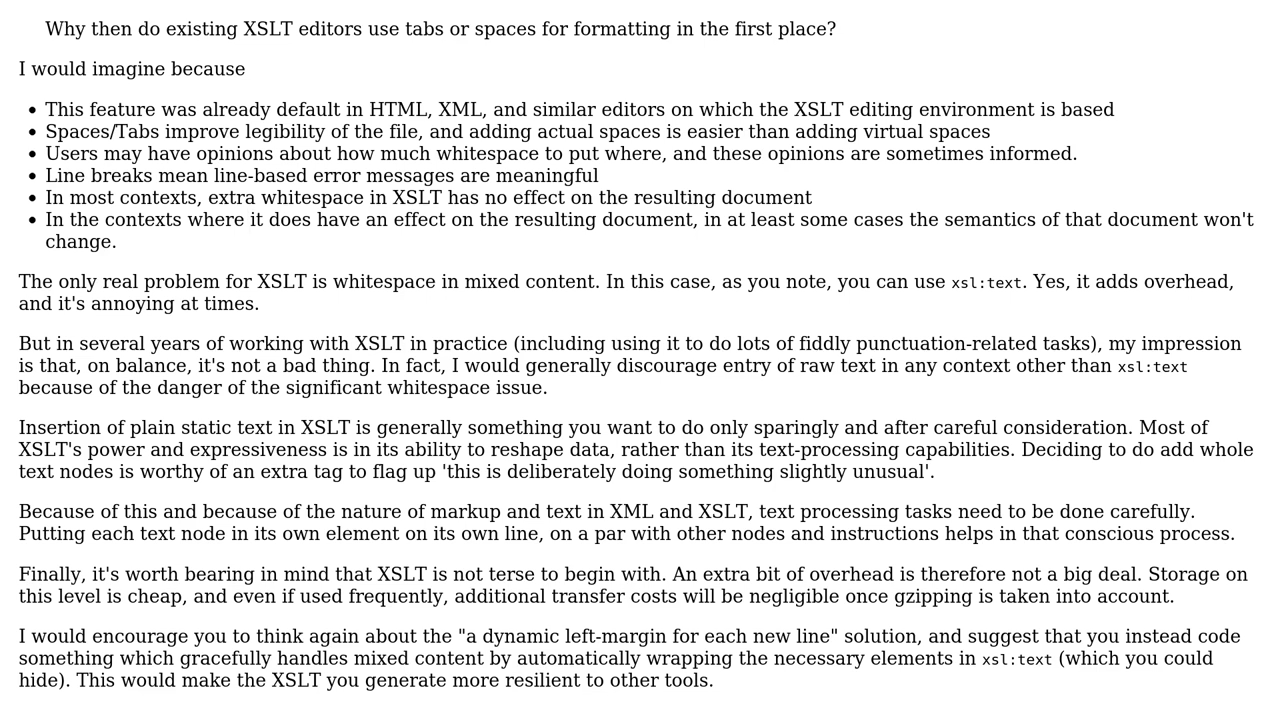 Why then do existing XSLT editors use tabs or spaces for formatting in the first place?
I would imagine because
• This feature was already default in HTML, XML, and similar editors on which the XSLT editing environment is based
• Spaces/Tabs improve legibility of the file, and adding actual spaces is easier than adding virtual spaces
• Users may have opinions about how much whitespace to put where, and these opinions are sometimes informed.
• Line breaks mean line-based error messages are meaningful
• In most contexts, extra whitespace in XSLT has no effect on the resulting document
• In the contexts where it does have an effect on the resulting document, in at least some cases the semantics of that document won't
change.
The only real problem for XSLT is whitespace in mixed content. In this case, as you note, you can use xsl:text. Yes, it adds overhead,
and it's annoying at times.
But in several years of working with XSLT in practice (including using it to do lots of fiddly punctuation-related tasks), my impression
is that, on balance, it's not a bad thing. In fact, I would generally discourage entry of raw text in any context other than xsl:text
because of the danger of the significant whitespace issue.
Insertion of plain static text in XSLT is generally something you want to do only sparingly and after careful consideration. Most of
XSLT's power and expressiveness is in its ability to reshape data, rather than its text-processing capabilities. Deciding to do add whole
text nodes is worthy of an extra tag to flag up 'this is deliberately doing something slightly unusual'.
Because of this and because of the nature of markup and text in XML and XSLT, text processing tasks need to be done carefully.
Putting each text node in its own element on its own line, on a par with other nodes and instructions helps in that conscious process.
Finally, it's worth bearing in mind that XSLT is not terse to begin with. An extra bit of overhead is therefore not a big deal. Storage on
this level is cheap, and even if used frequently, additional transfer costs will be negligible once gzipping is taken into account.
I would encourage you to think again about the "a dynamic left-margin for each new line" solution, and suggest that you instead code
something which gracefully handles mixed content by automatically wrapping the necessary elements in xsl:text (which you could
hide). This would make the XSLT you generate more resilient to other tools.